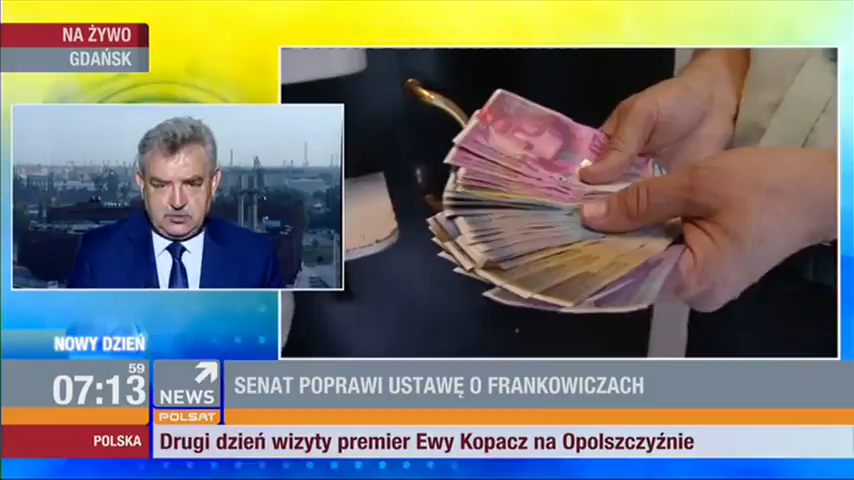 NA ŻYWO
GDAŃSK
NOWY DZIEŃ
07:13 59
NEWS
POLSAT
SENAT POPRAWI USTAWĘ O FRANKOWICZACH
POLSKA
Drugi dzień wizyty premier Ewy Kopacz na Opolszczyźnie